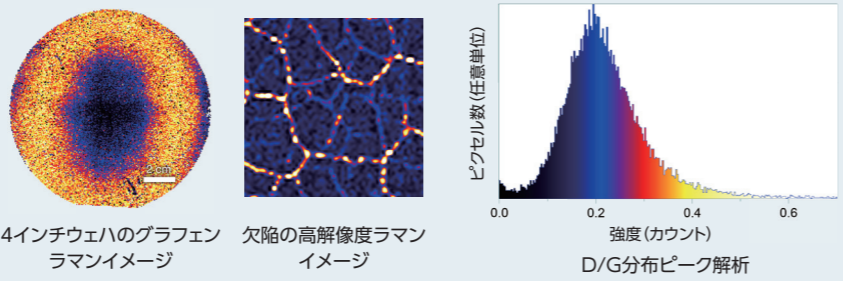 2 cm
4インチウェハのグラフェン
ラマンイメージ
欠陥の高解像度ラマン
イメージ
ピクセル数(任意単位)
0.0 0.2 0.4 0.6
強度(カウント)
D/G分布ピーク解析